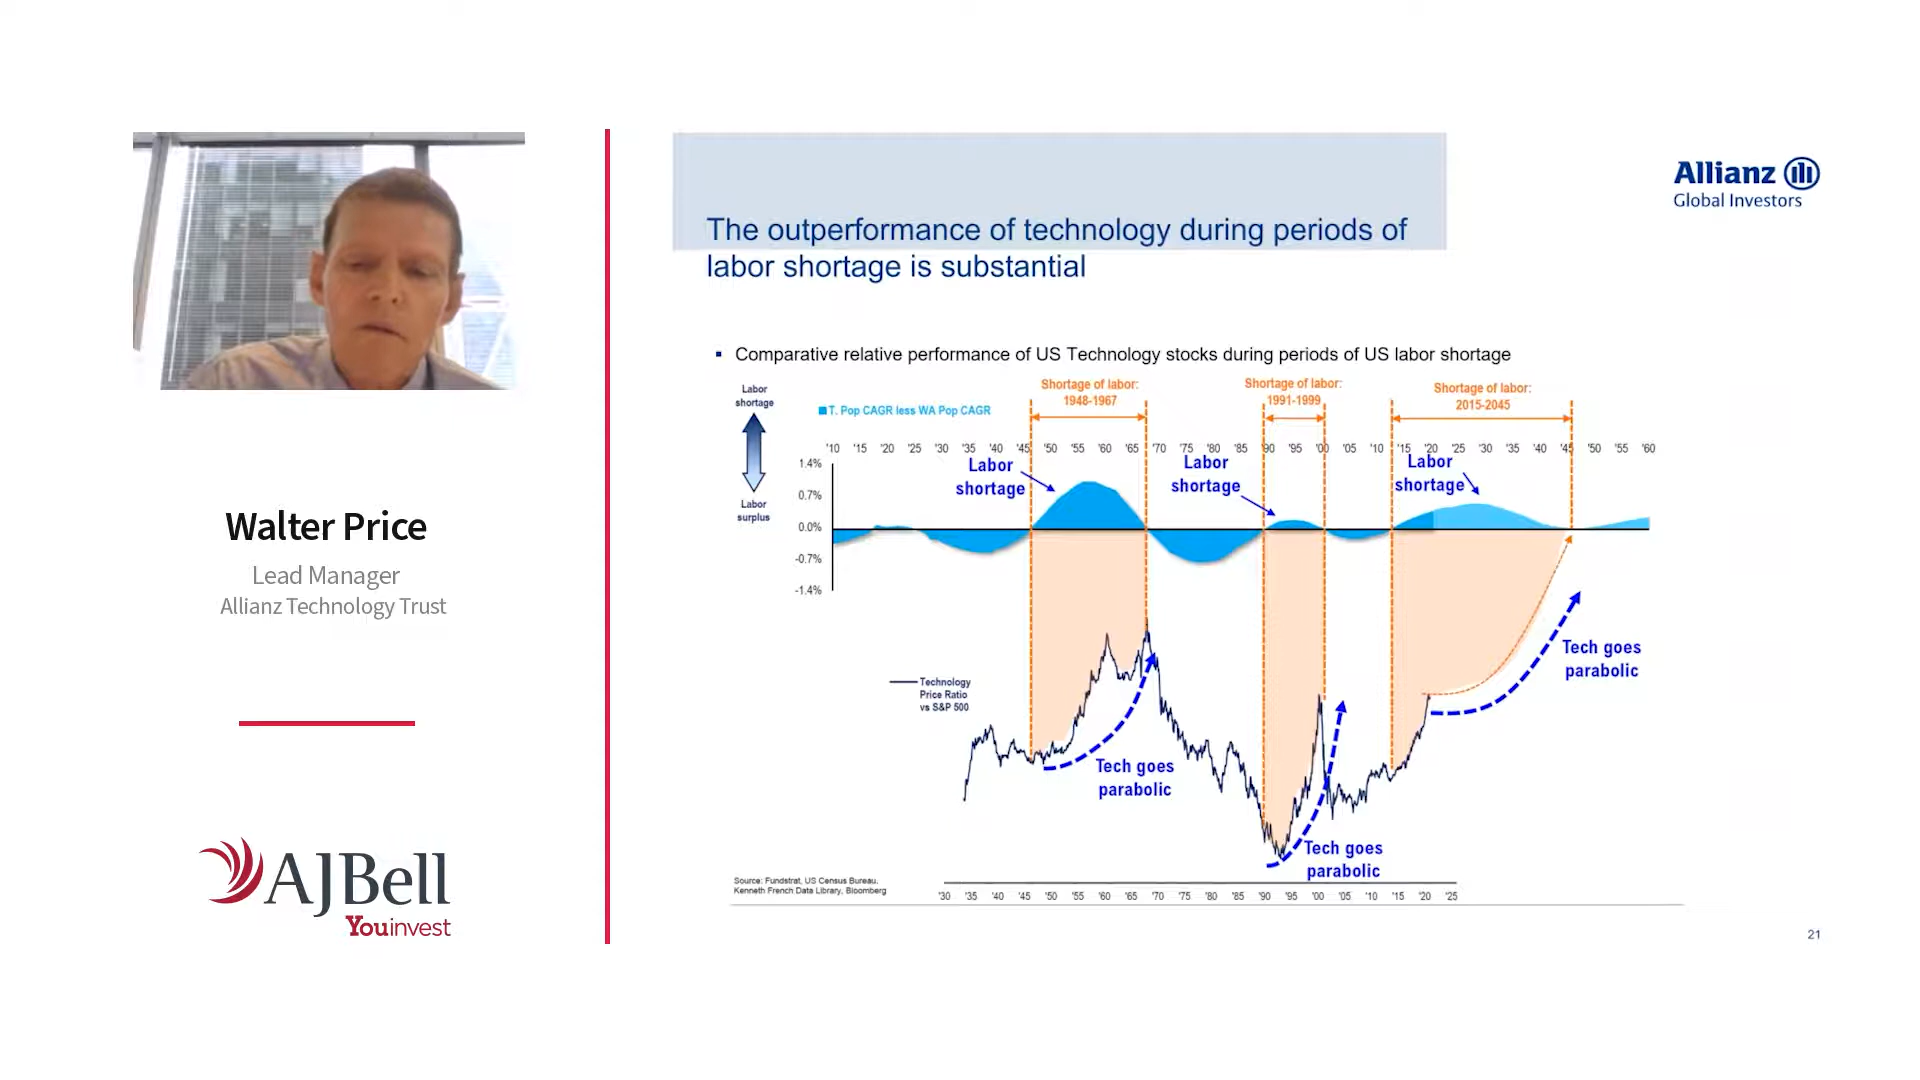 Walter Price
Lead Manager
Allianz Technology Trust
AJBell
Youinvest
Allianz
Global Investors
The outperformance of technology during periods of
labor shortage is substantial
Comparative relative performance of US Technology stocks during periods of US labor shortage
Labor
shortage
Labor
surplus
T. Pop CAGR less WA Pop CAGR
Shortage of labor:
1948-1967
Shortage of labor:
1991-1999
Shortage of labor:
2015-2045
'10 '15 '20 '25 '30 '35 '40 '45 '50 '55 '60 '65 '70 '75 '80 '85 '90 '95 '00 '05 '10 '15 '20 '25 '30 '35 '40 '45 '50 '55 '60
1.4%
0.7%
0.0%
-0.7%
-1.4%
Labor
shortage
Labor
shortage
Labor
shortage
Technology
Price Ratio
vs S&P 500
Tech goes
parabolic
Tech goes
parabolic
Tech goes
parabolic
Source: Fundstrat, US Census Bureau,
Kenneth French Data Library, Bloomberg
'30 '35 '40 '45 '50 '55 '60 '65 '70 '75 '80 '85 '90 '95 '00 '05 '10 '15 '20 '25
21